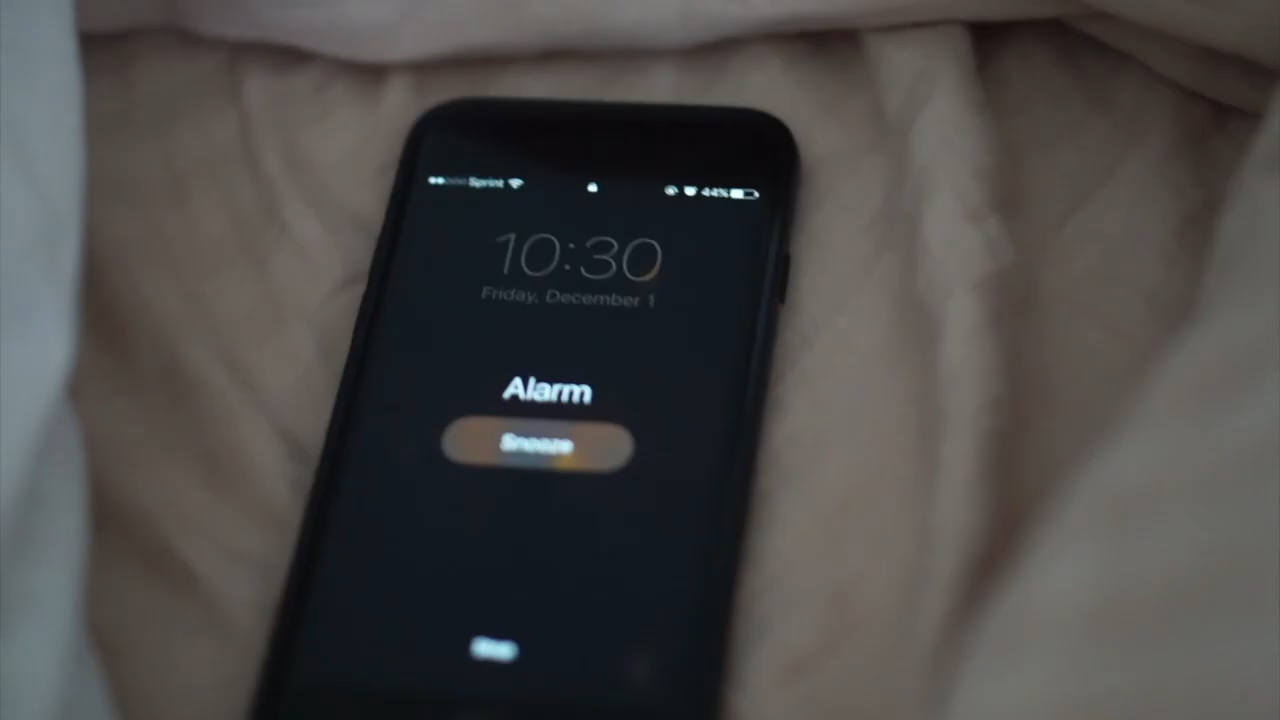 Sprint 44%
10:30
Friday, December 1
Alarm
Snooze
Stop